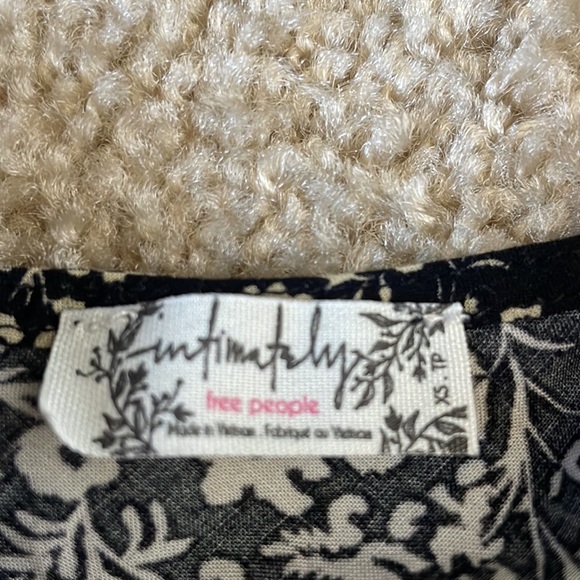 intimately
free people
Made in Vietnam . Fabriqué au Vietnam
XS . TP